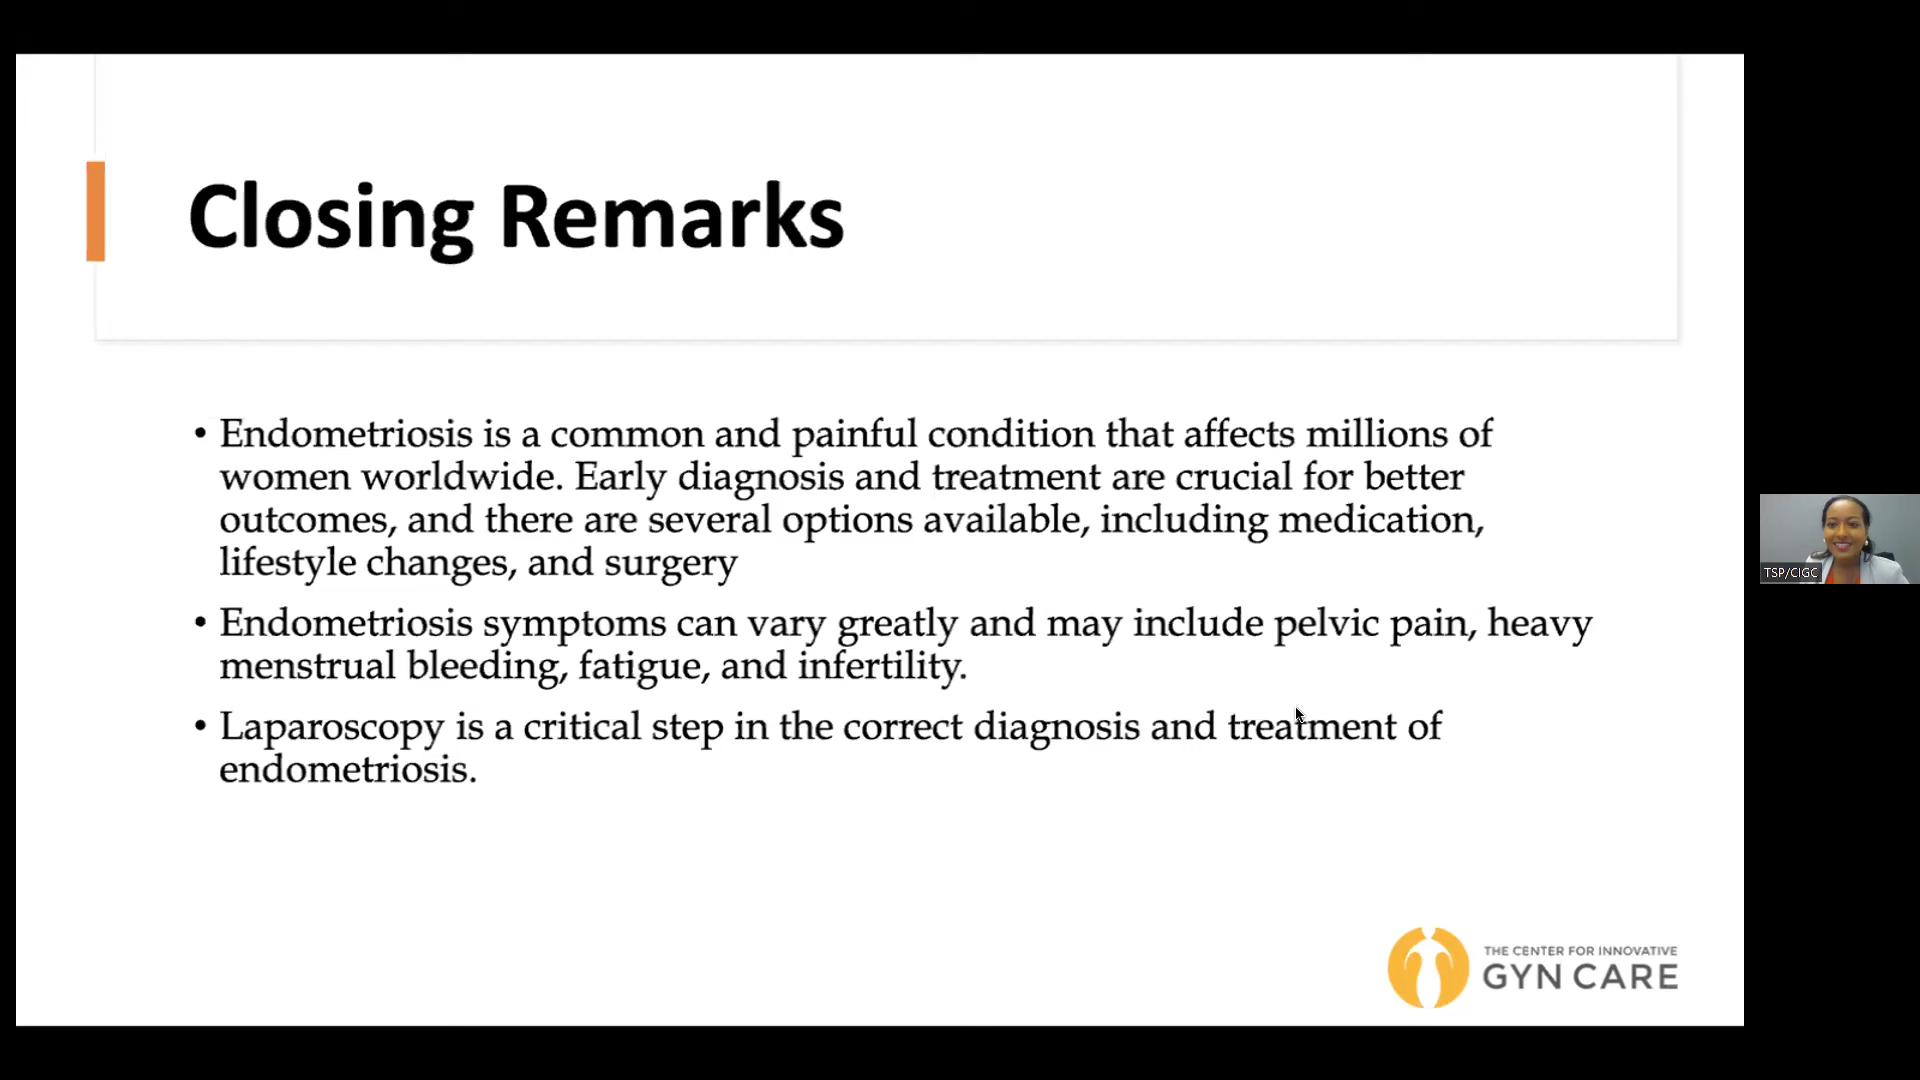 Closing Remarks
• Endometriosis is a common and painful condition that affects millions of
women worldwide. Early diagnosis and treatment are crucial for better
outcomes, and there are several options available, including medication,
lifestyle changes, and surgery
• Endometriosis symptoms can vary greatly and may include pelvic pain, heavy
menstrual bleeding, fatigue, and infertility.
• Laparoscopy is a critical step in the correct diagnosis and treatment of
endometriosis.
THE CENTER FOR INNOVATIVE
GYN CARE
TSP/CIGC